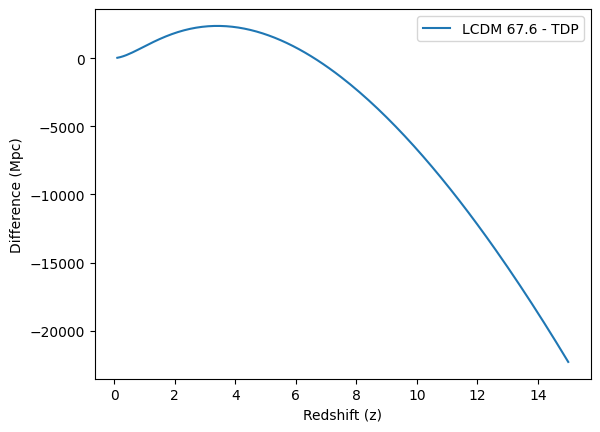 LCDM 67.6 - TDP
0
−5000
−10000
−15000
−20000
Difference (Mpc)
0 2 4 6 8 10 12 14
Redshift (z)